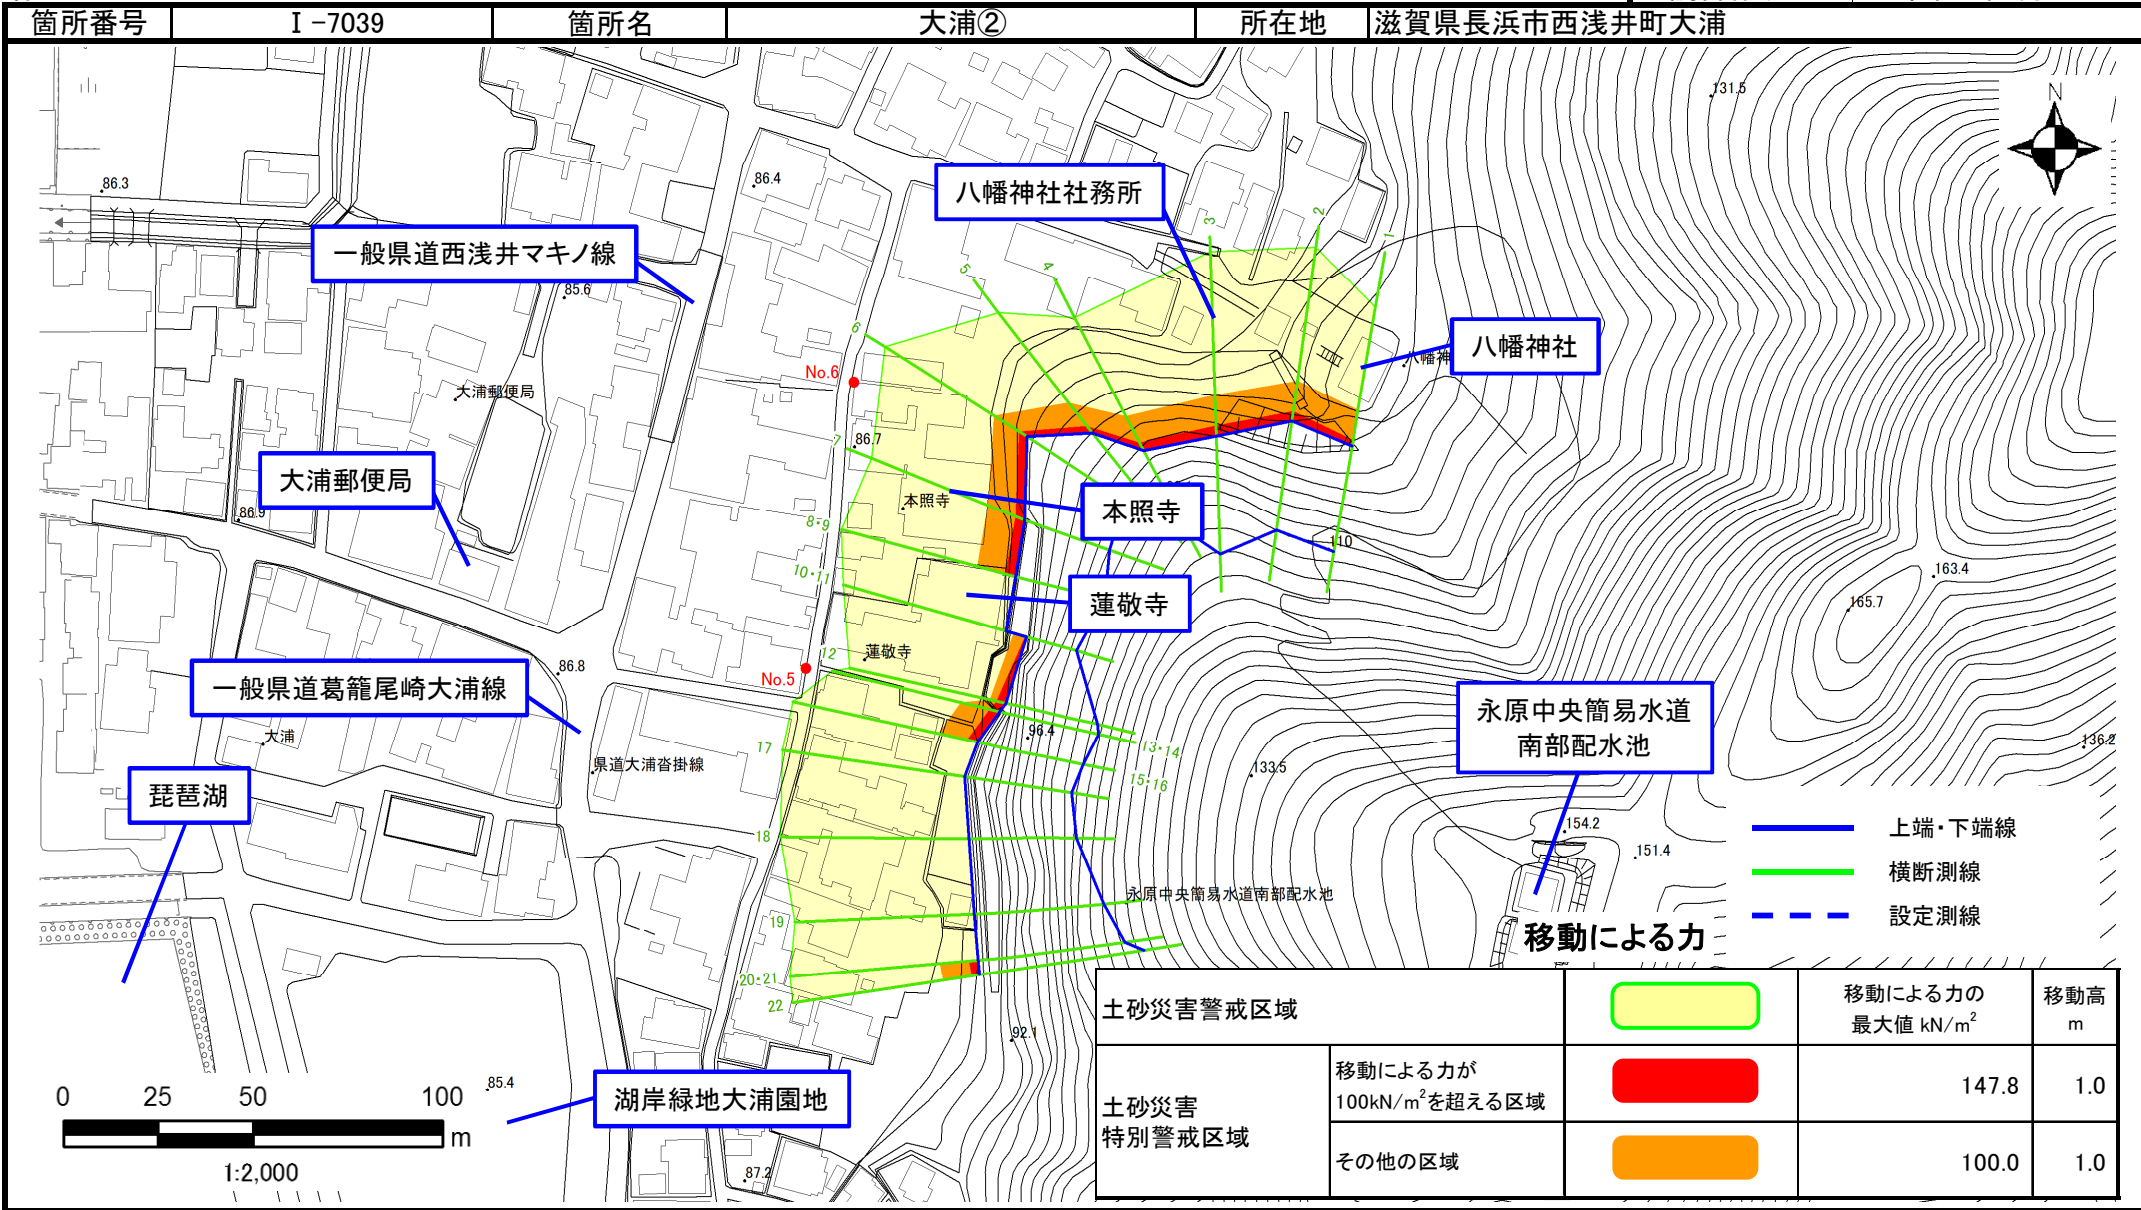 箇所番号 Ⅰ-7039 箇所名 大浦② 所在地 滋賀県長浜市西浅井町大浦
131.5
N
86.3
86.4
八幡神社社務所
一般県道西浅井マキノ線
85.6
3
2
1
5
4
6
八幡神社
八幡神
No.6
大浦郵便局
7
86.7
大浦郵便局
本照寺
本照寺
86.9
8・9
110
10・11
163.4
165.7
蓮敬寺
12
蓮敬寺
86.8
No.5
一般県道葛籠尾崎大浦線
大浦
永原中央簡易水道
南部配水池
96.4
13・14
136.2
17
県道大浦沓掛線
133.5
15・16
琵琶湖
18
154.2
151.4
上端・下端線
横断測線
設定測線
永原中央簡易水道南部配水池
19
移動による力
20・21
22
92.1
土砂災害警戒区域
移動による力の
最大値 kN/m²
移動高
m
土砂災害
特別警戒区域
移動による力が
100kN/m²を超える区域
147.8 1.0
その他の区域
100.0 1.0
85.4
湖岸緑地大浦園地
0 25 50 100
m
1:2,000
87.2